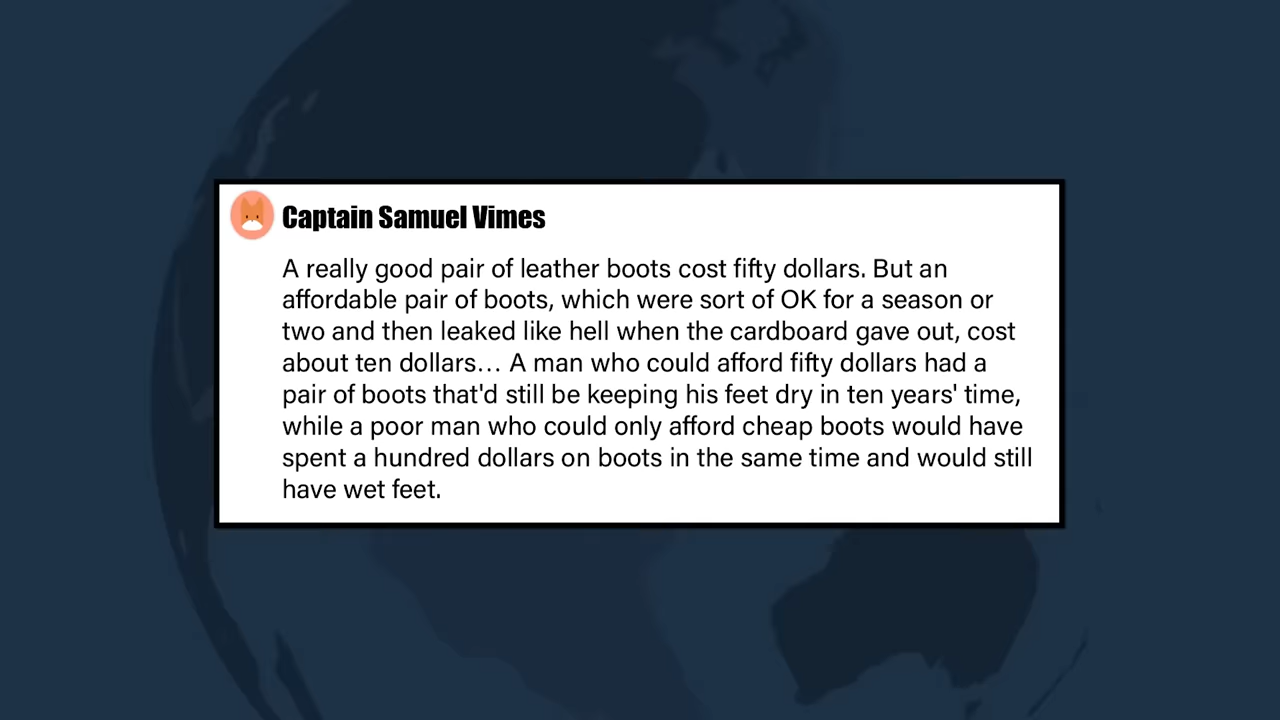 Captain Samuel Vimes
A really good pair of leather boots cost fifty dollars. But an
affordable pair of boots, which were sort of OK for a season or
two and then leaked like hell when the cardboard gave out, cost
about ten dollars… A man who could afford fifty dollars had a
pair of boots that'd still be keeping his feet dry in ten years' time,
while a poor man who could only afford cheap boots would have
spent a hundred dollars on boots in the same time and would still
have wet feet.